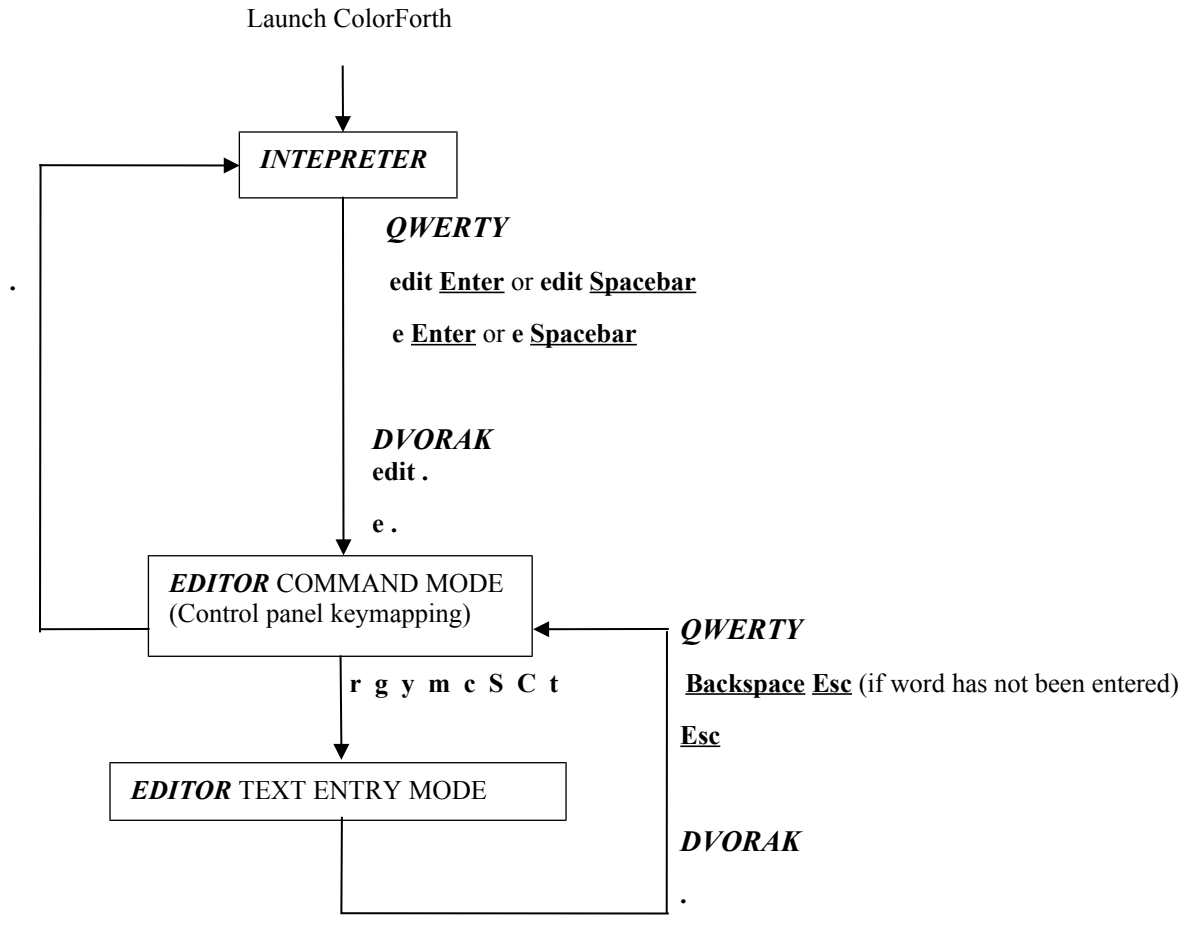 Launch ColorForth
INTEPRETER
QWERTY
edit Enter or edit Spacebar
.
e Enter or e Spacebar
DVORAK
edit .
e .
EDITOR COMMAND MODE
(Control panel keymapping)
QWERTY
r g y m c S C t
Backspace Esc (if word has not been entered)
Esc
EDITOR TEXT ENTRY MODE
DVORAK
.